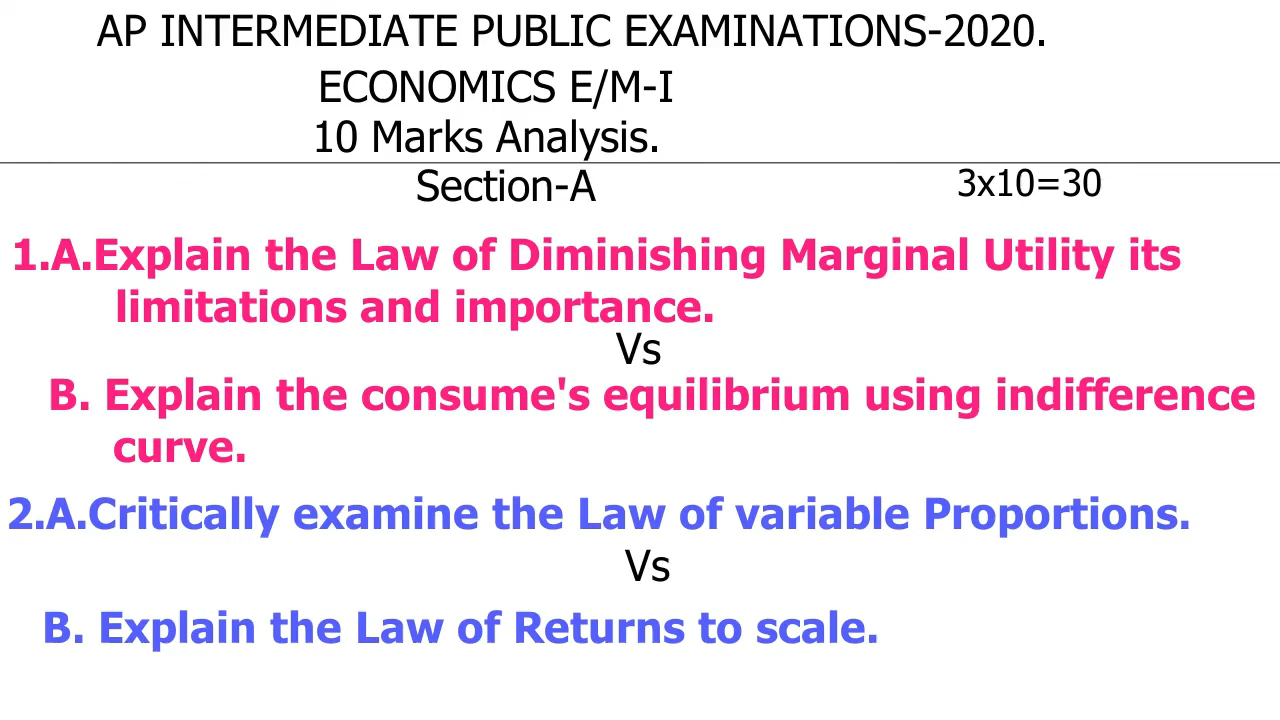 AP INTERMEDIATE PUBLIC EXAMINATIONS-2020.
ECONOMICS E/M-I
10 Marks Analysis.
Section-A 3x10=30
1.A.Explain the Law of Diminishing Marginal Utility its
limitations and importance.
Vs
B. Explain the consume's equilibrium using indifference
curve.
2.A.Critically examine the Law of variable Proportions.
Vs
B. Explain the Law of Returns to scale.